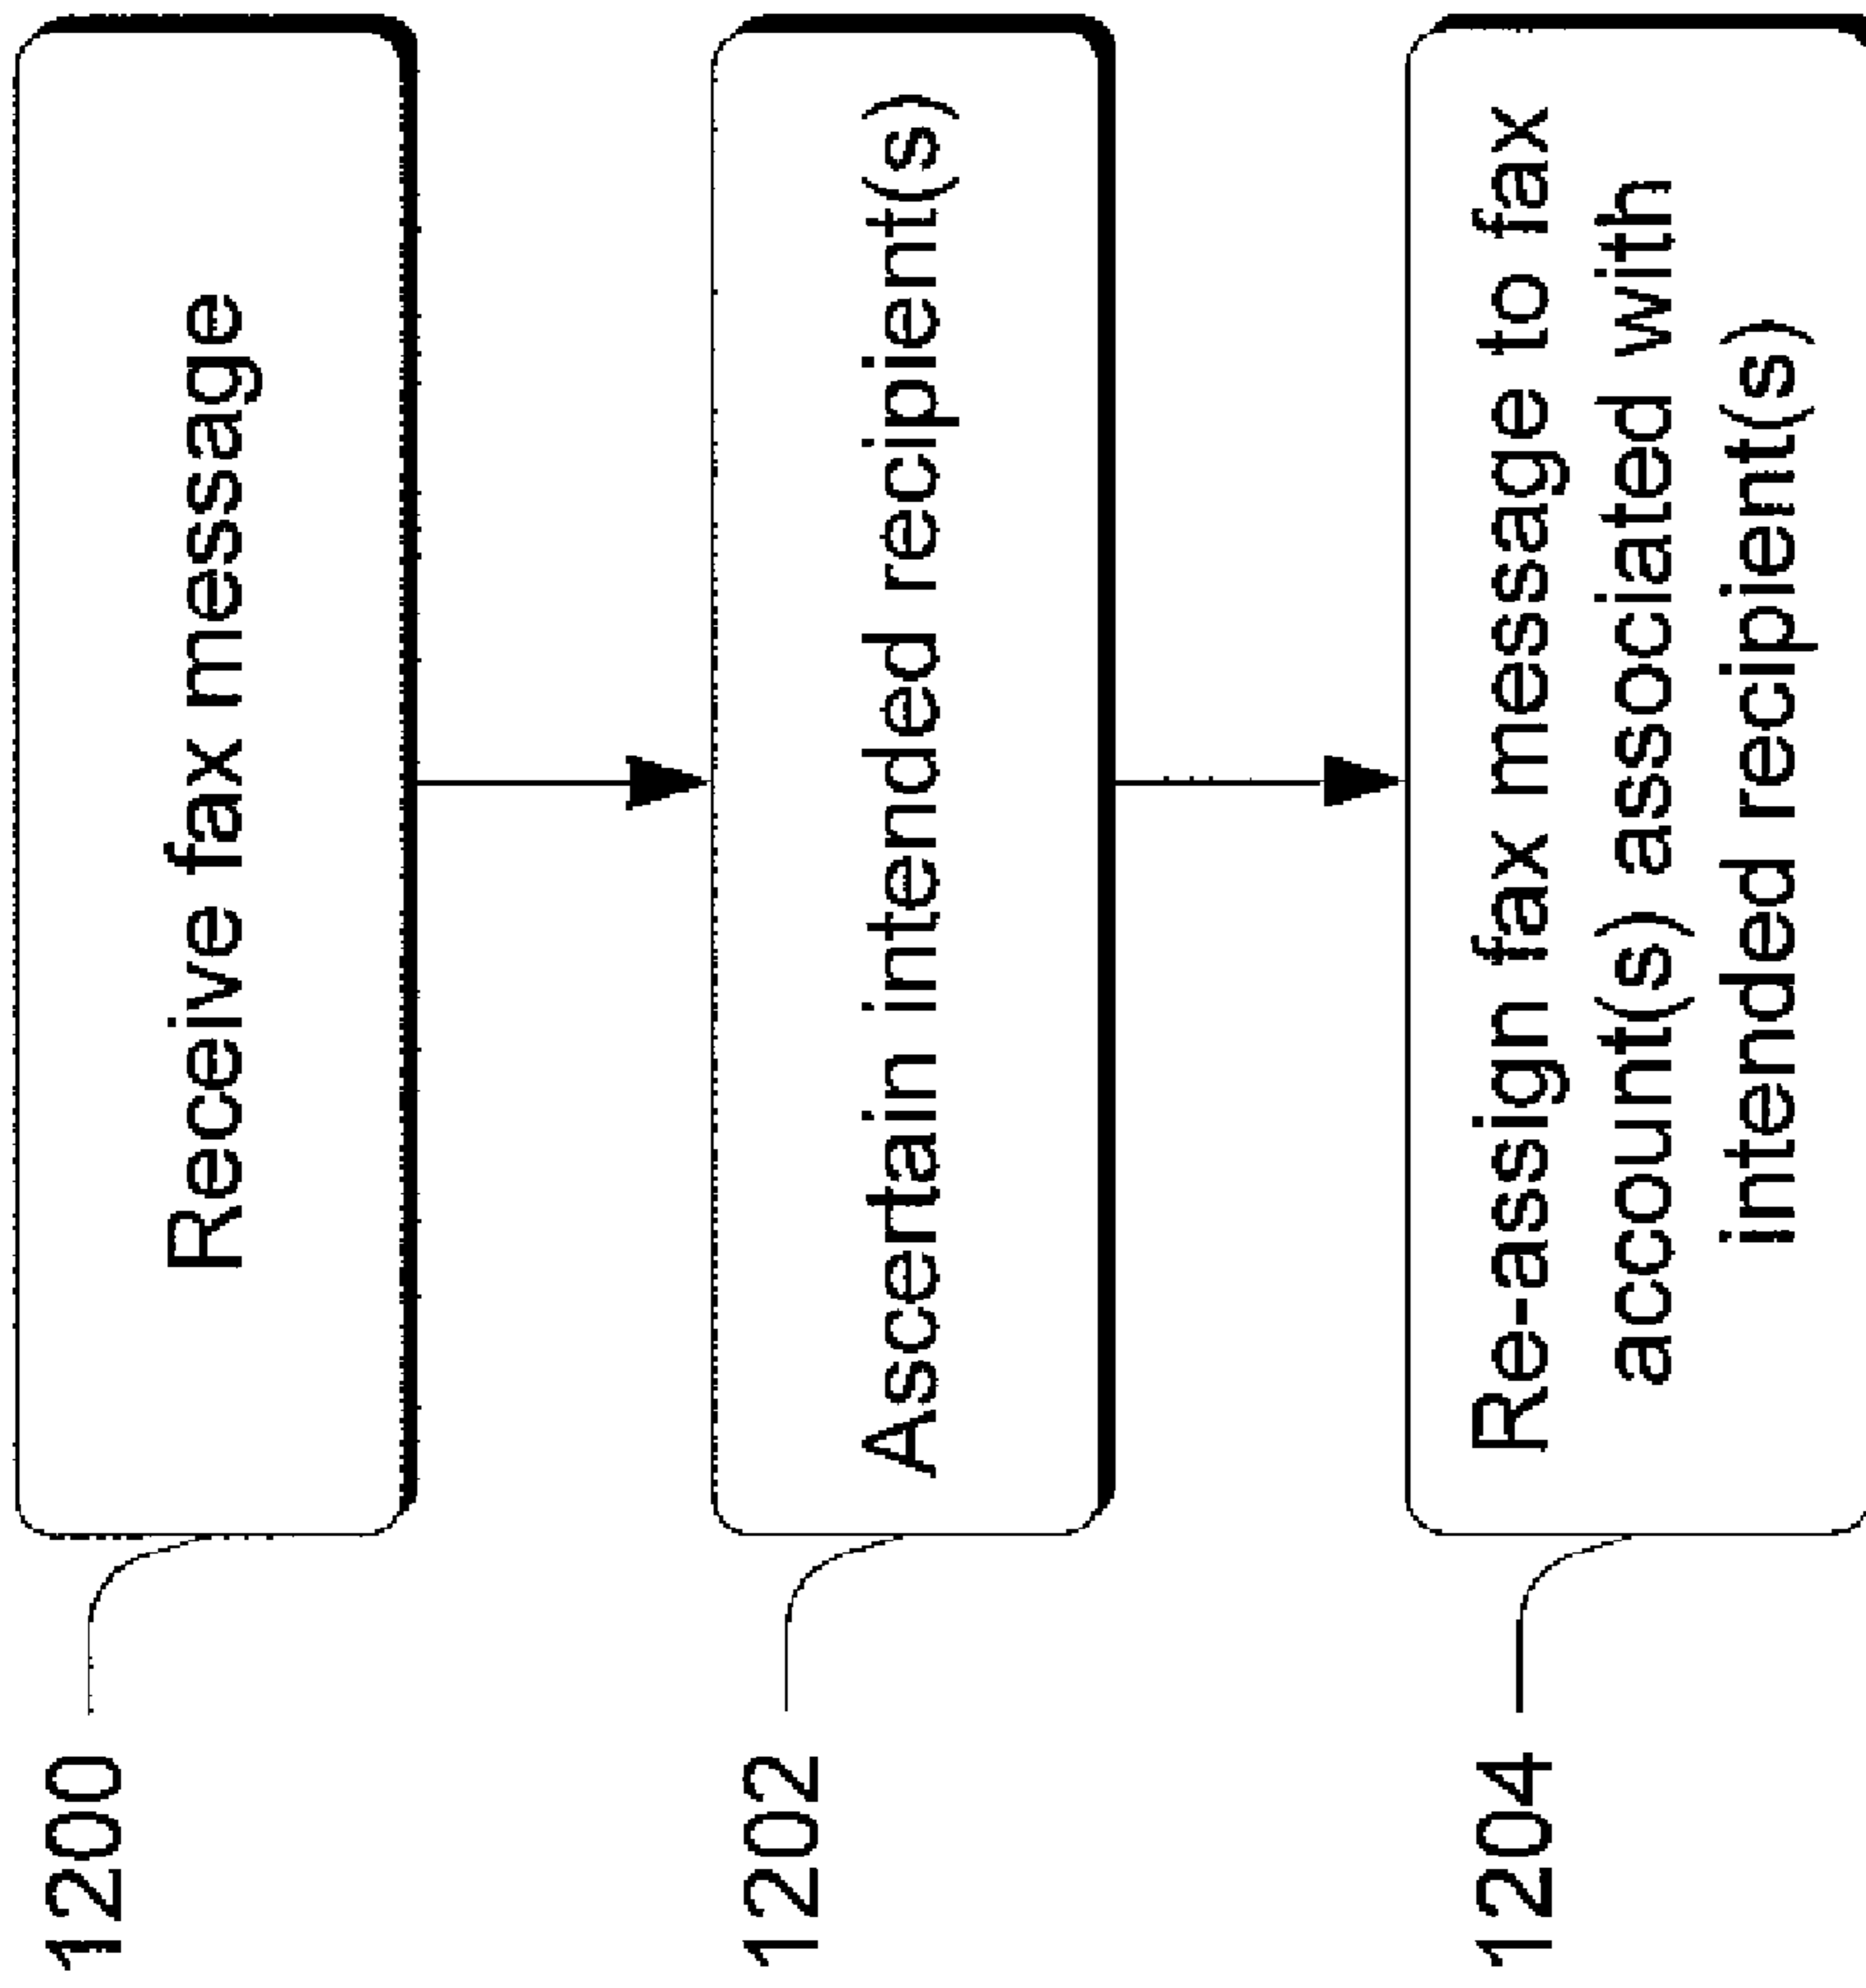 1200
Receive fax message
1202
Ascertain intended recipient(s)
1204
Re-assign fax message to fax
account(s) associated with
intended recipient(s)